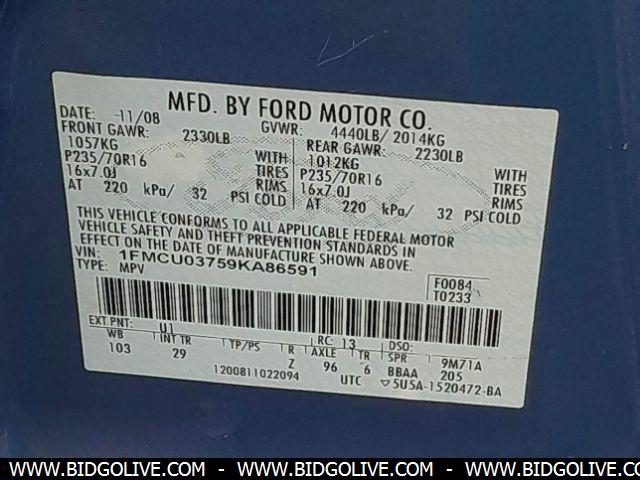 MFD. BY FORD MOTOR CO.
DATE: -11/08 GVWR: 4440LB/ 2014KG
FRONT GAWR: 2330LB REAR GAWR: 2230LB
1057KG WITH 1012KG WITH
P235/70R16 TIRES P235/70R16 TIRES
16x7.0J RIMS 16x7.0J RIMS
AT 220 kPa/ 32 PSI COLD AT 220 kPa/ 32 PSI COLD
THIS VEHICLE CONFORMS TO ALL APPLICABLE FEDERAL MOTOR
VEHICLE SAFETY AND THEFT PREVENTION STANDARDS IN
EFFECT ON THE DATE OF MANUFACTURE SHOWN ABOVE.
VIN: 1FMCU03759KA86591
TYPE: MPV
F0084
T0233
EXT PNT: U1 RC: 13 DSO:
WB INT TR TP/PS R AXLE TR SPR 9M71A
103 29 Z 96 6 BBAA 205
1200811022094 UTC ▽5U5A-1520472-BA
WWW.BIDGOLIVE.COM - WWW.BIDGOLIVE.COM - WWW.BIDGOLIVE.COM